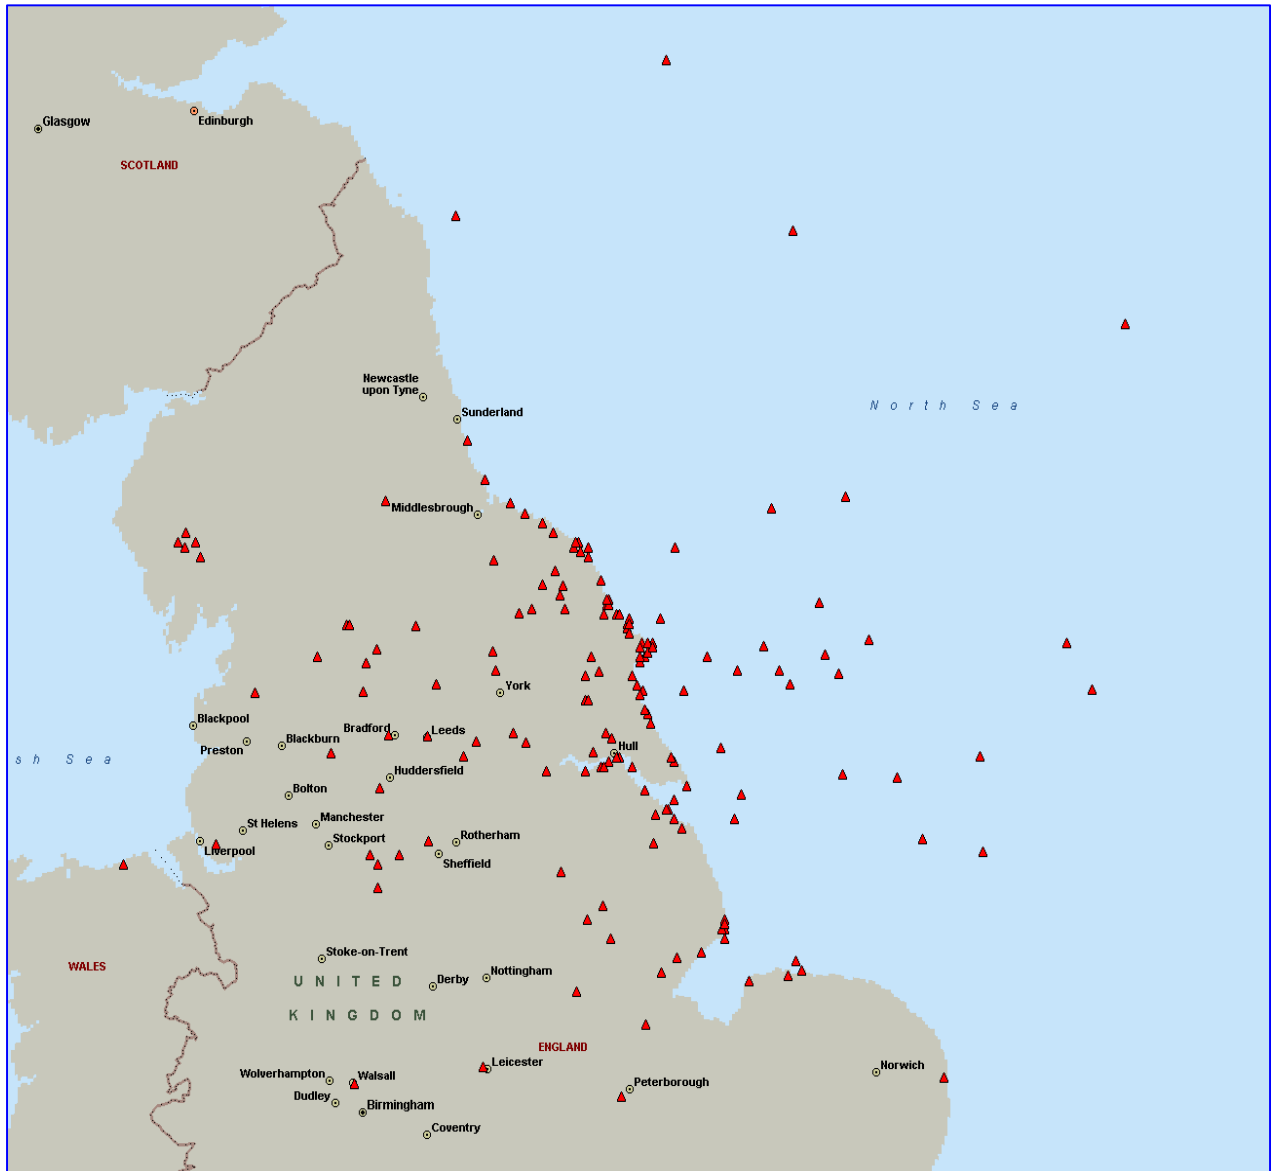 Glasgow
Edinburgh
SCOTLAND
Newcastle
upon Tyne
Sunderland
North Sea
Middlesbrough
York
Blackpool
Preston
Blackburn
Bradford
Leeds
Hull
sh Sea
Huddersfield
Bolton
Manchester
St Helens
Stockport
Rotherham
Liverpool
Sheffield
Stoke-on-Trent
WALES
Nottingham
UNITED
Derby
KINGDOM
ENGLAND
Leicester
Norwich
Wolverhampton
Walsall
Peterborough
Dudley
Birmingham
Coventry